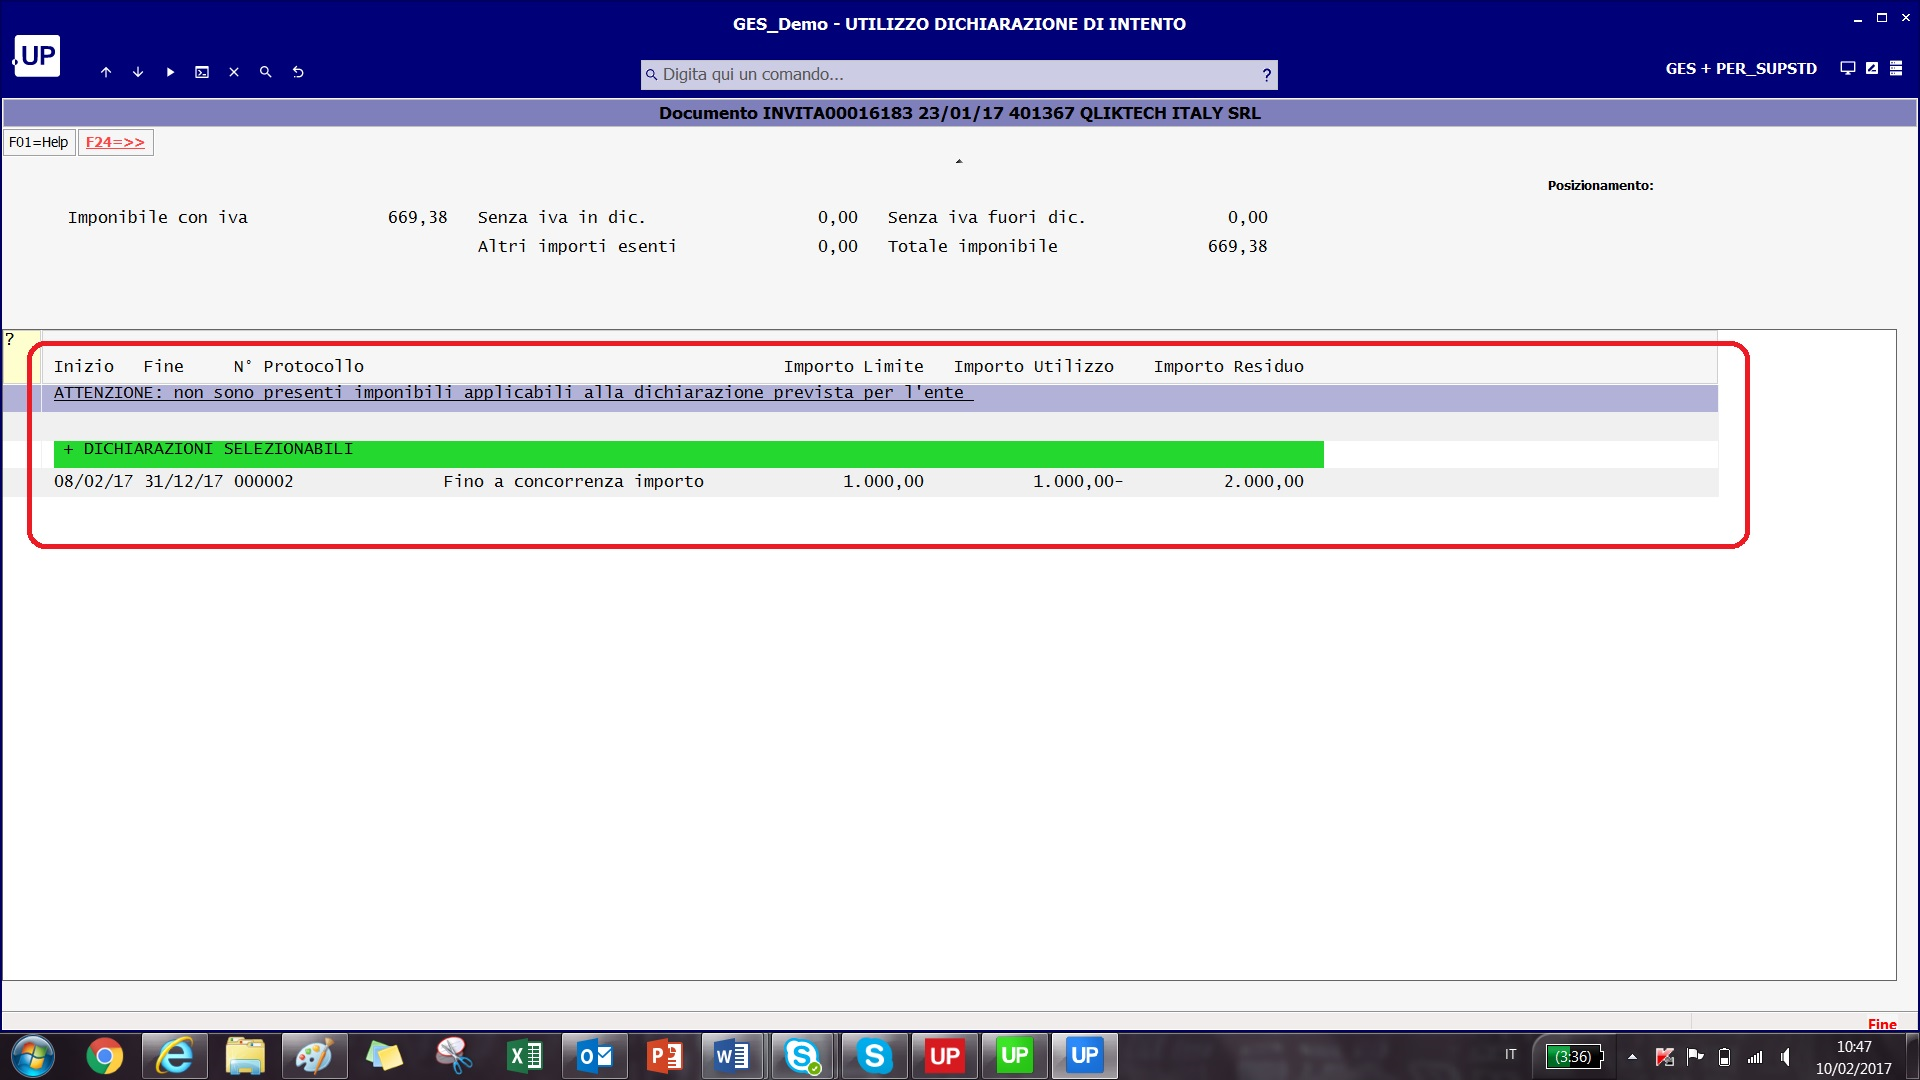 GES_Demo - UTILIZZO DICHIARAZIONE DI INTENTO
UP
Digita qui un comando... ?
GES + PER_SUPSTD
Documento INVITA00016183 23/01/17 401367 QLIKTECH ITALY SRL
F01=Help F24=>>
Posizionamento:
Imponibile con iva 669,38 Senza iva in dic. 0,00 Senza iva fuori dic. 0,00
Altri importi esenti 0,00 Totale imponibile 669,38
?
Inizio Fine N° Protocollo Importo Limite Importo Utilizzo Importo Residuo
ATTENZIONE: non sono presenti imponibili applicabili alla dichiarazione prevista per l'ente
+ DICHIARAZIONI SELEZIONABILI
08/02/17 31/12/17 000002 Fino a concorrenza importo 1.000,00 1.000,00- 2.000,00
Fine
UP UP UP
IT (3:36) 10:47
10/02/2017